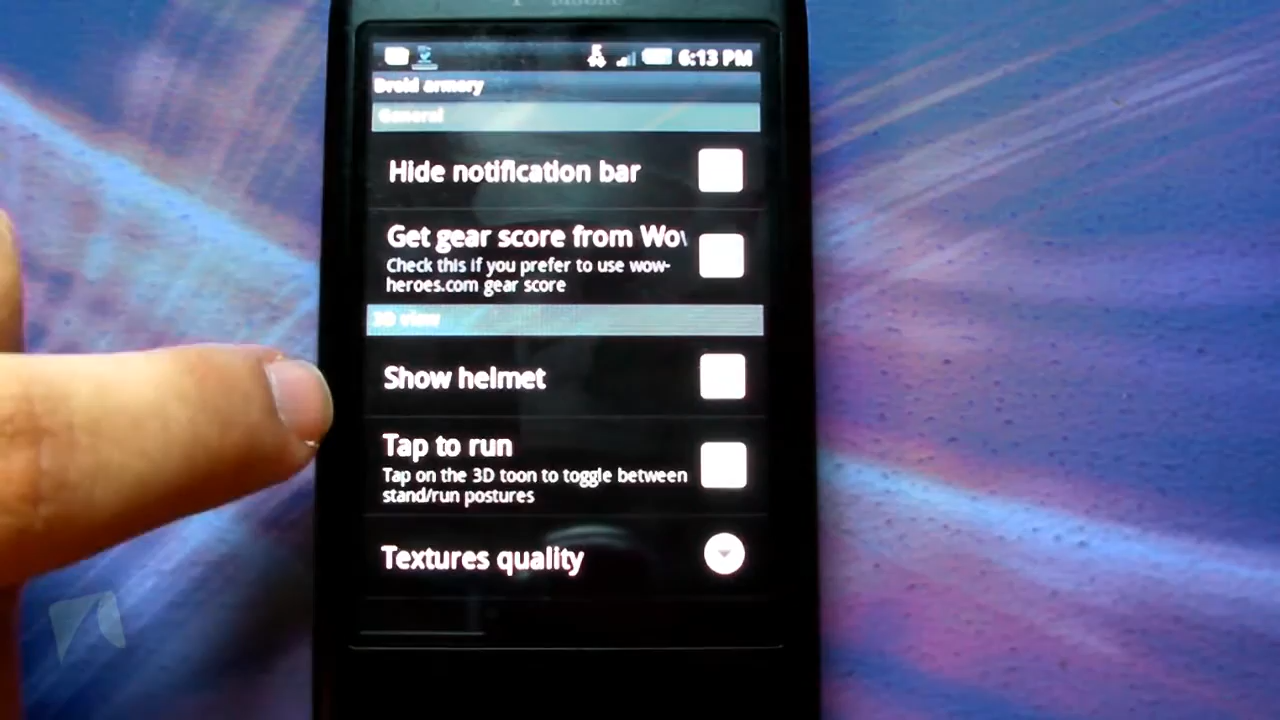 Mobile
6:13 PM
Droid armory
General
Hide notification bar
Get gear score from Wow
Check this if you prefer to use wow-
heroes.com gear score
3D view
Show helmet
Tap to run
Tap on the 3D toon to toggle between
stand/run postures
Textures quality